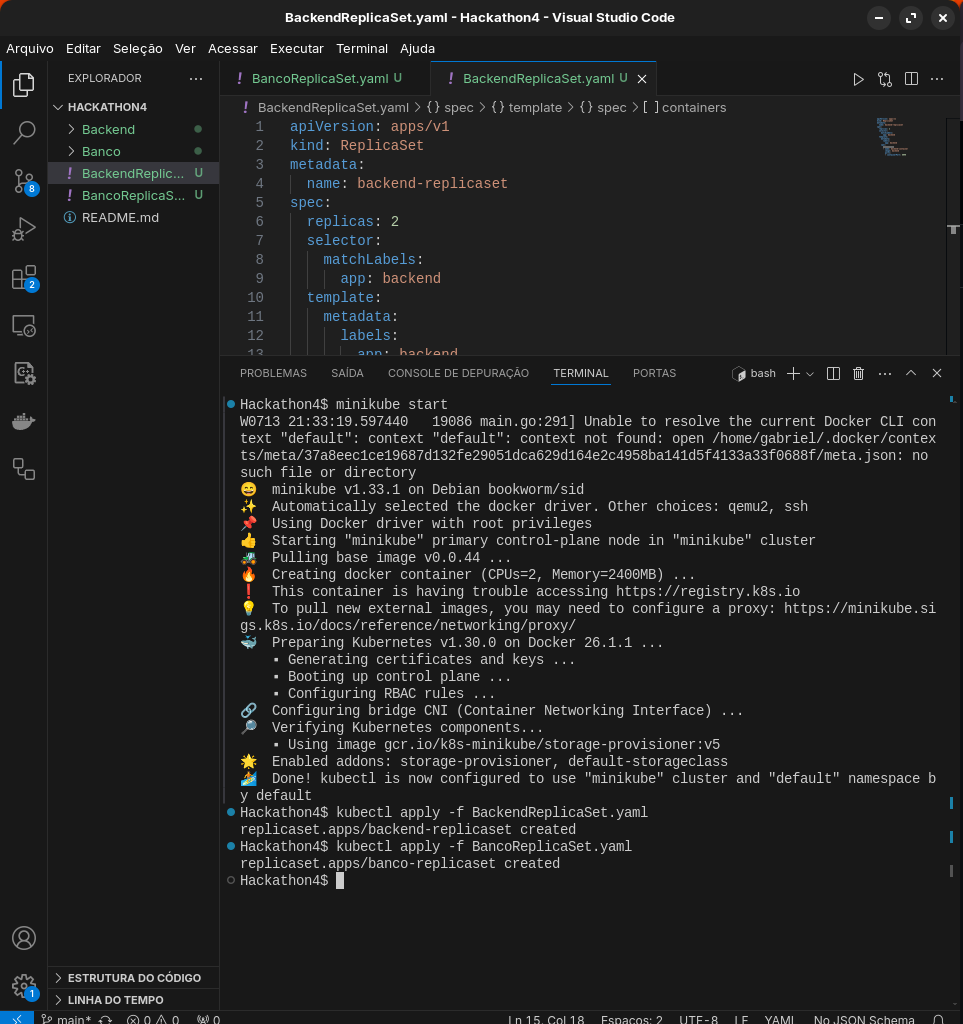 BackendReplicaSet.yaml - Hackathon4 - Visual Studio Code
Arquivo Editar Seleção Ver Acessar Executar Terminal Ajuda
EXPLORADOR
HACKATHON4
Backend
Banco
BackendReplic... U
BancoReplicaS... U
README.md
8
2
1
ESTRUTURA DO CÓDIGO
LINHA DO TEMPO
BancoReplicaSet.yaml U
BackendReplicaSet.yaml U
BackendReplicaSet.yaml > {} spec > {} template > {} spec > [ ] containers
1 apiVersion: apps/v1
2 kind: ReplicaSet
3 metadata:
4 name: backend-replicaset
5 spec:
6 replicas: 2
7 selector:
8 matchLabels:
9 app: backend
10 template:
11 metadata:
12 labels:
13 app: backend
PROBLEMAS SAÍDA CONSOLE DE DEPURAÇÃO TERMINAL PORTAS bash
Hackathon4$ minikube start
W0713 21:33:19.597440   19086 main.go:291] Unable to resolve the current Docker CLI con
text "default": context "default": context not found: open /home/gabriel/.docker/contex
ts/meta/37a8eec1ce19687d132fe29051dca629d164e2c4958ba141d5f4133a33f0688f/meta.json: no
such file or directory
😄  minikube v1.33.1 on Debian bookworm/sid
✨  Automatically selected the docker driver. Other choices: qemu2, ssh
📌  Using Docker driver with root privileges
👍  Starting "minikube" primary control-plane node in "minikube" cluster
🚜  Pulling base image v0.0.44 ...
🔥  Creating docker container (CPUs=2, Memory=2400MB) ...
❗  This container is having trouble accessing https://registry.k8s.io
💡  To pull new external images, you may need to configure a proxy: https://minikube.si
gs.k8s.io/docs/reference/networking/proxy/
🐳  Preparing Kubernetes v1.30.0 on Docker 26.1.1 ...
▪ Generating certificates and keys ...
▪ Booting up control plane ...
▪ Configuring RBAC rules ...
🔗  Configuring bridge CNI (Container Networking Interface) ...
🔎  Verifying Kubernetes components...
▪ Using image gcr.io/k8s-minikube/storage-provisioner:v5
🌟  Enabled addons: storage-provisioner, default-storageclass
🏄  Done! kubectl is now configured to use "minikube" cluster and "default" namespace b
y default
Hackathon4$ kubectl apply -f BackendReplicaSet.yaml
replicaset.apps/backend-replicaset created
Hackathon4$ kubectl apply -f BancoReplicaSet.yaml
replicaset.apps/banco-replicaset created
Hackathon4$
main* 0 0 0 Ln 15, Col 18 Espaços: 2 UTF-8 LF YAML No JSON Schema